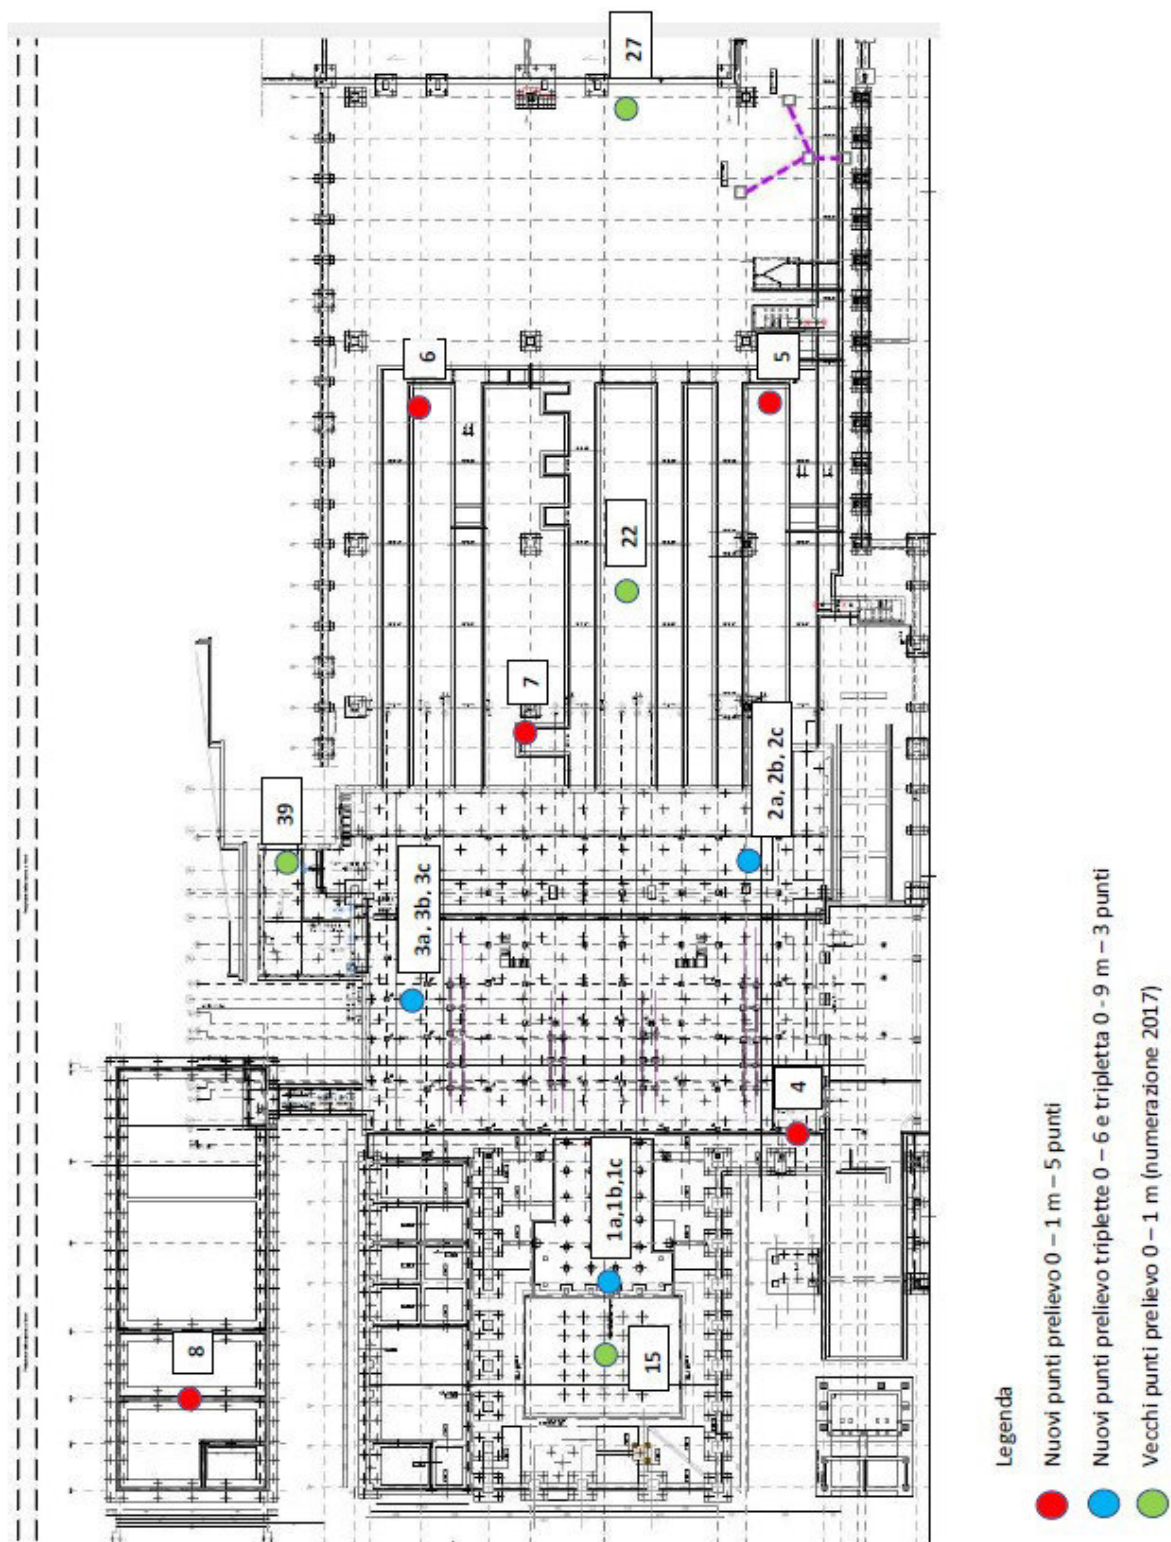 27
6
5
22
7
39
2a, 2b, 2c
3a, 3b, 3c
4
1a,1b,1c
8
15
Legenda
Nuovi punti prelievo 0 – 1 m – 5 punti
Nuovi punti prelievo triplette 0 – 6 e tripletta 0 - 9 m – 3 punti
Vecchi punti prelievo 0 – 1 m (numerazione 2017)